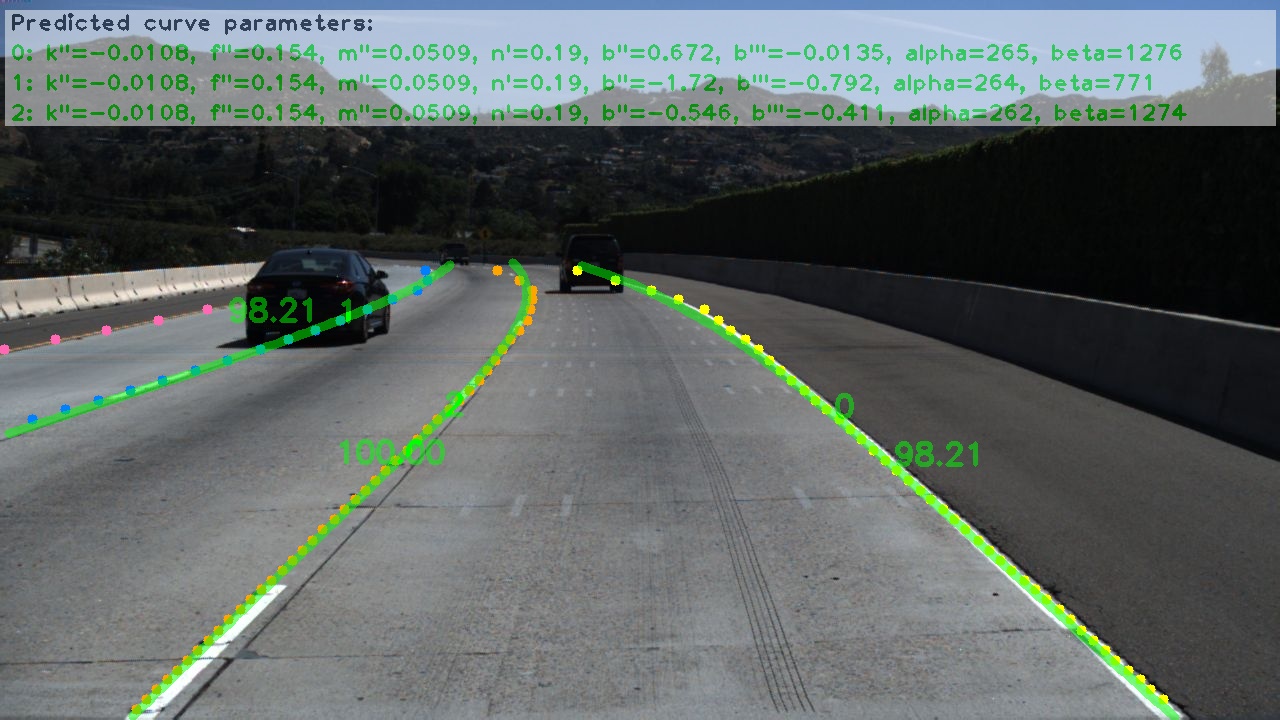 Predicted curve parameters:
0: k''=-0.0108, f''=0.154, m''=0.0509, n'=0.19, b''=0.672, b'''=-0.0135, alpha=265, beta=1276
1: k''=-0.0108, f''=0.154, m''=0.0509, n'=0.19, b''=-1.72, b'''=-0.792, alpha=264, beta=771
2: k''=-0.0108, f''=0.154, m''=0.0509, n'=0.19, b''=-0.546, b'''=-0.411, alpha=262, beta=1274
98.21 1
2 0
100.00 98.21